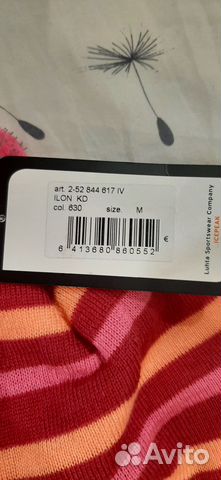 art. 2-52 844 617 IV
ILON KD
col. 630 size. M
6 413680 860552
€
Luhta Sportswear Company
ICEPEAK
Avito